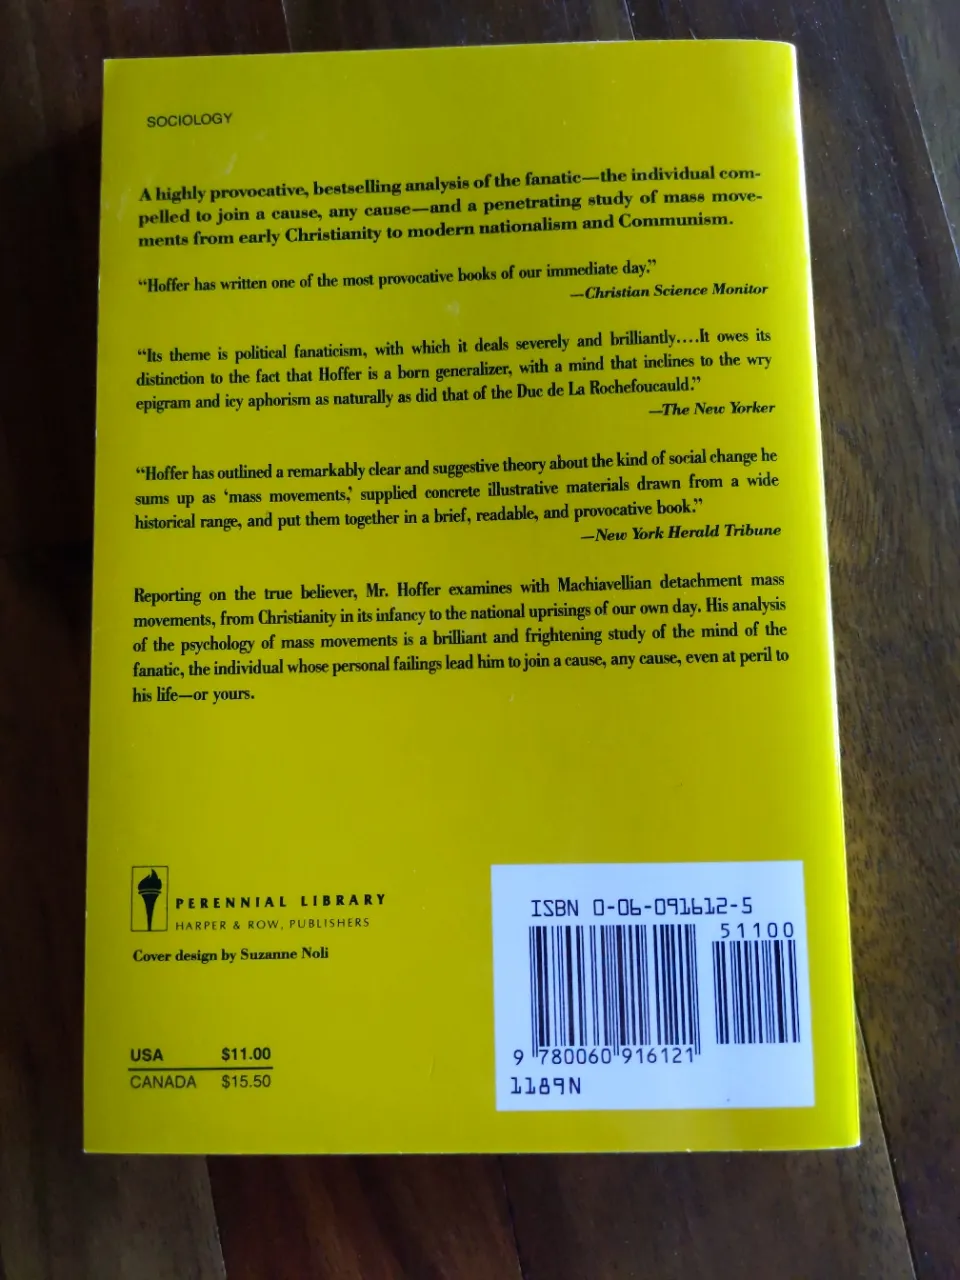 SOCIOLOGY
A highly provocative, bestselling analysis of the fanatic—the individual com-
pelled to join a cause, any cause—and a penetrating study of mass move-
ments from early Christianity to modern nationalism and Communism.
“Hoffer has written one of the most provocative books of our immediate day.”
—Christian Science Monitor
“Its theme is political fanaticism, with which it deals severely and brilliantly....It owes its
distinction to the fact that Hoffer is a born generalizer, with a mind that inclines to the wry
epigram and icy aphorism as naturally as did that of the Duc de La Rochefoucauld.”
—The New Yorker
“Hoffer has outlined a remarkably clear and suggestive theory about the kind of social change he
sums up as ‘mass movements,’ supplied concrete illustrative materials drawn from a wide
historical range, and put them together in a brief, readable, and provocative book.”
—New York Herald Tribune
Reporting on the true believer, Mr. Hoffer examines with Machiavellian detachment mass
movements, from Christianity in its infancy to the national uprisings of our own day. His analysis
of the psychology of mass movements is a brilliant and frightening study of the mind of the
fanatic, the individual whose personal failings lead him to join a cause, any cause, even at peril to
his life—or yours.
PERENNIAL LIBRARY
HARPER & ROW, PUBLISHERS
Cover design by Suzanne Noli
USA $11.00
CANADA $15.50
ISBN 0-06-091612-5
51100
9 780060 916121
1189N